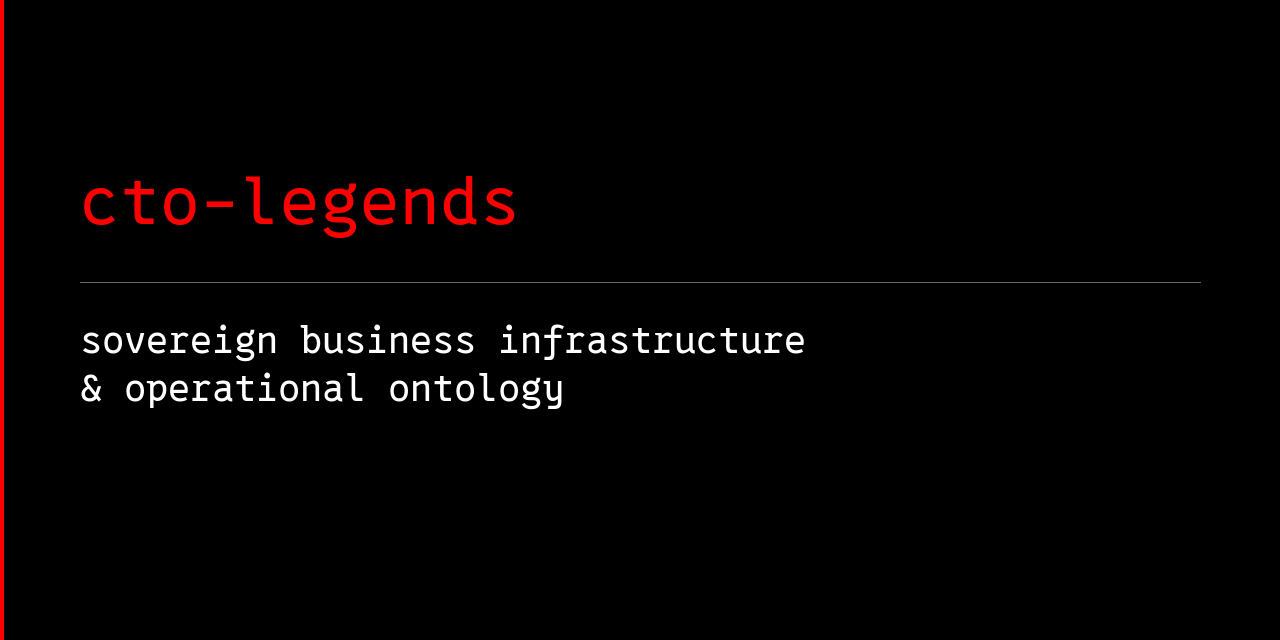 cto-legends
sovereign business infrastructure
& operational ontology